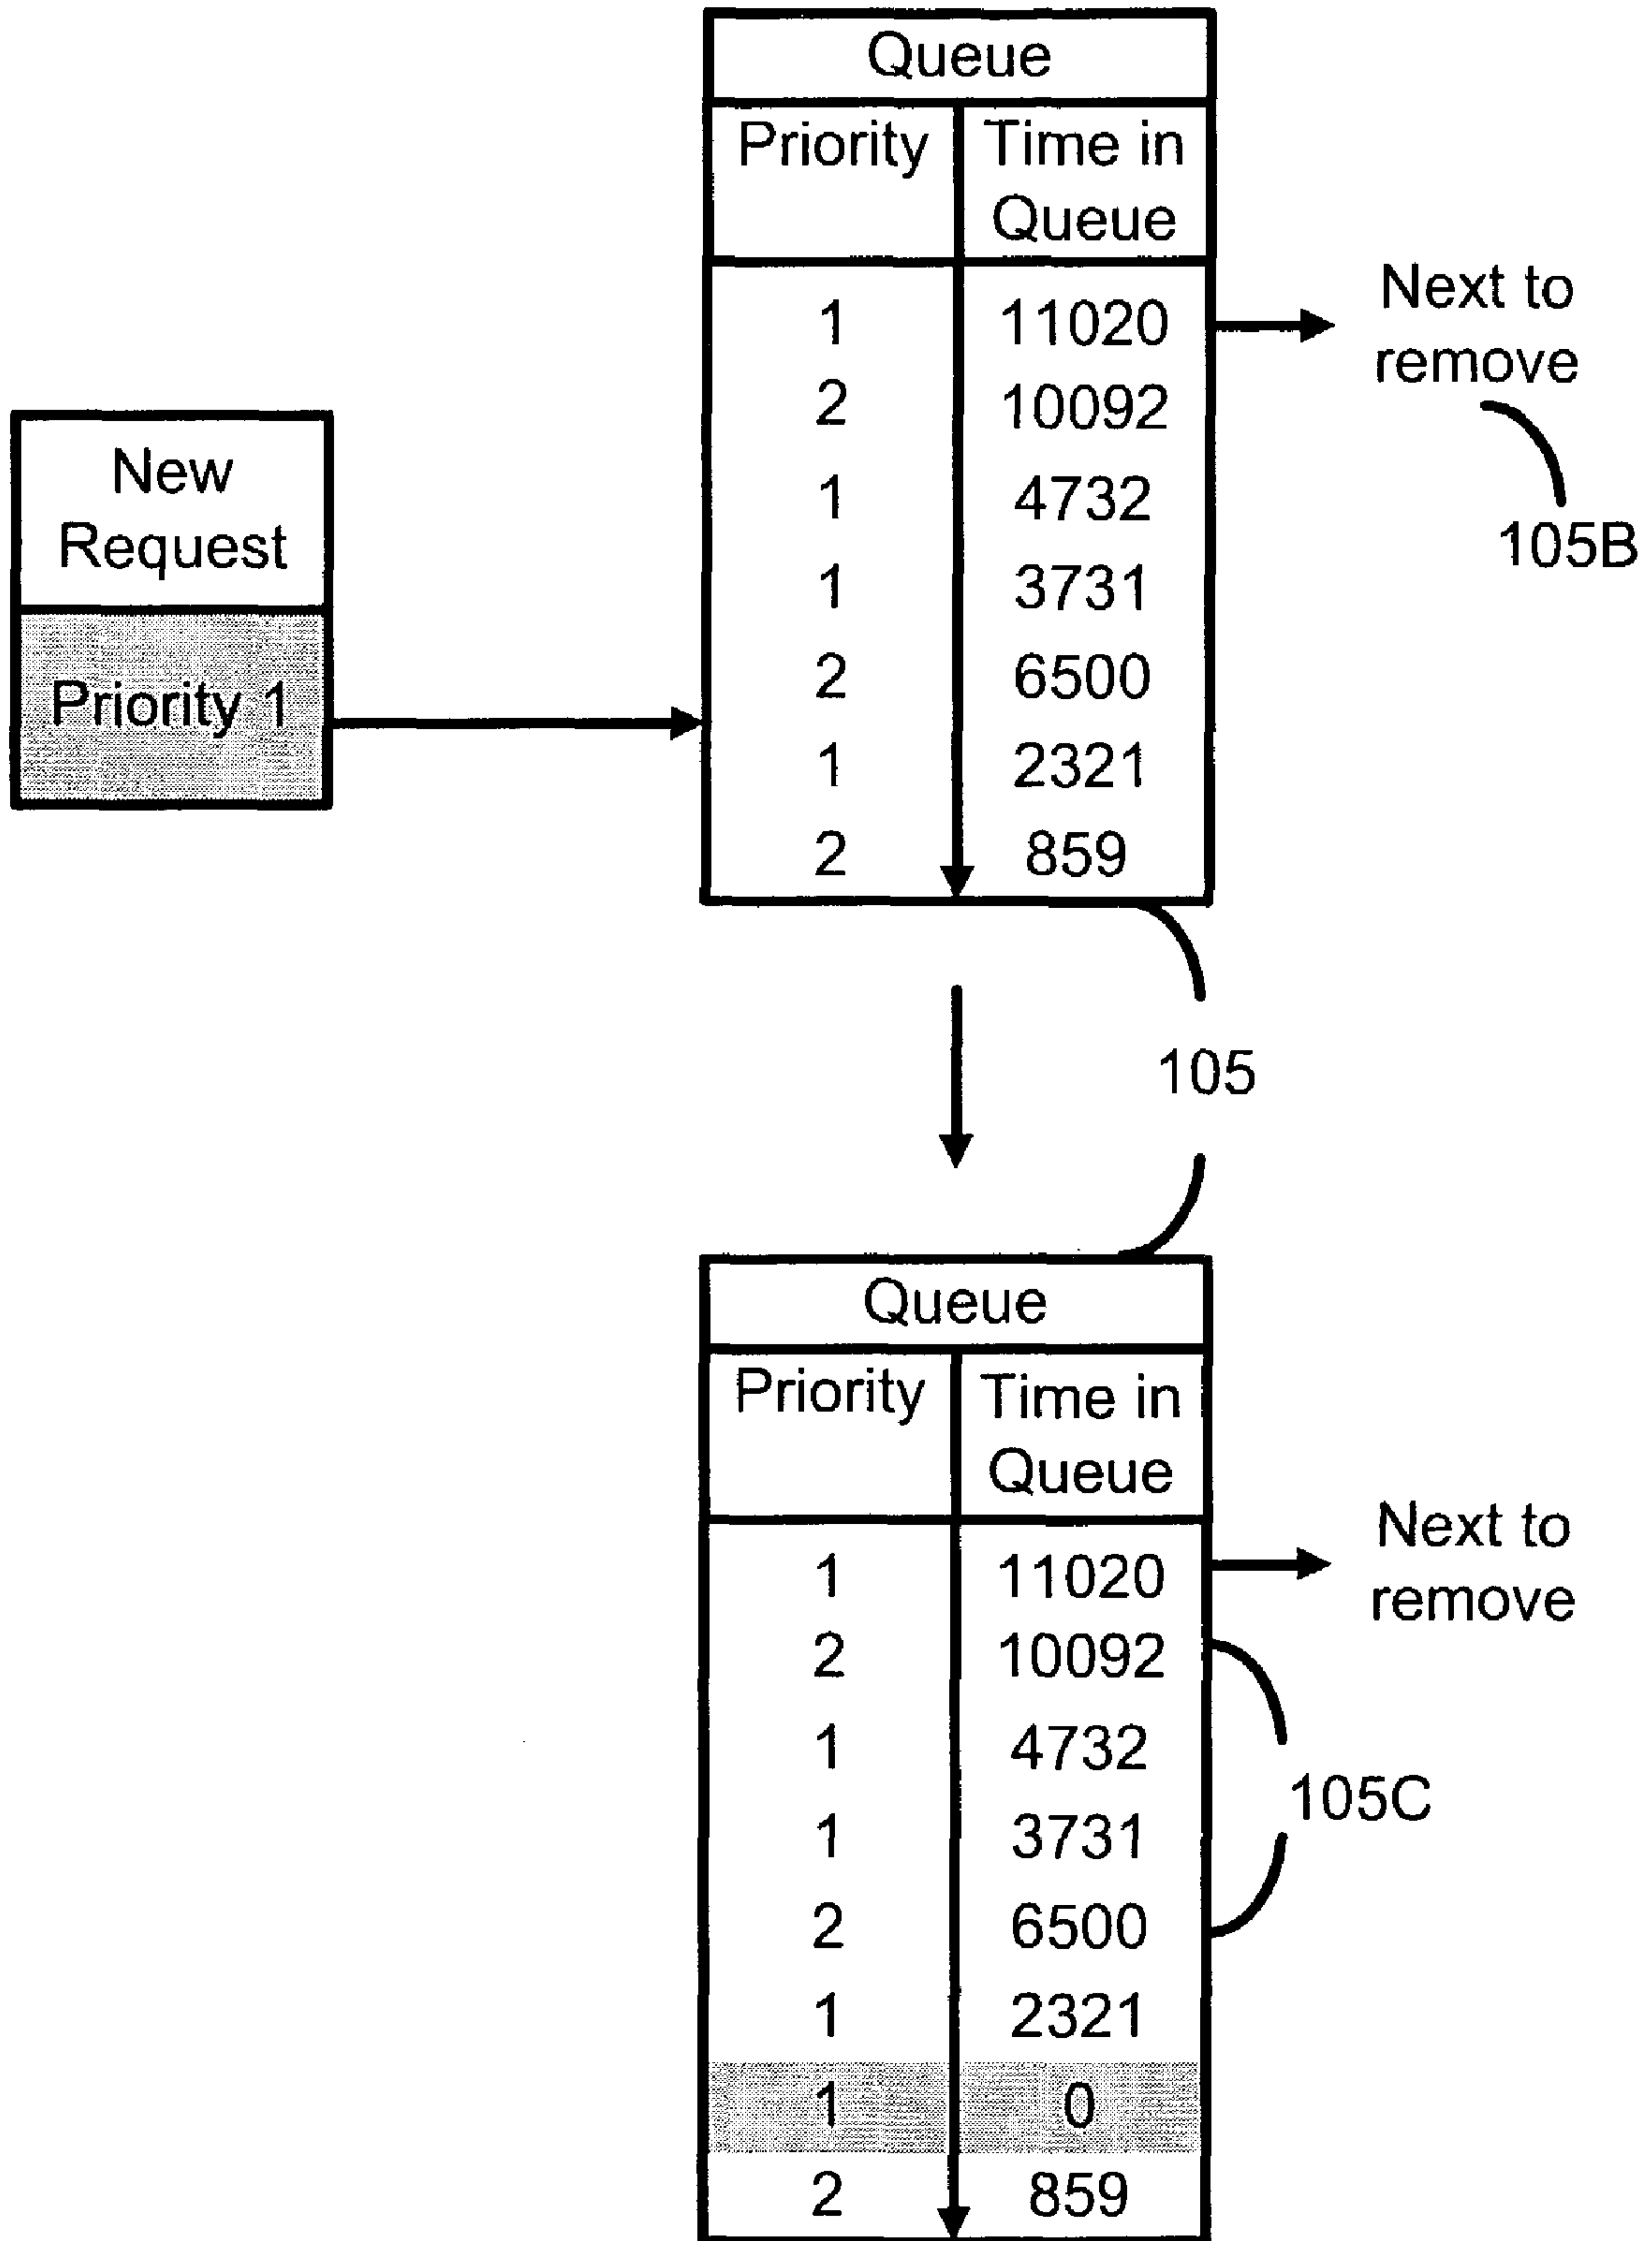 Queue
Priority Time in
Queue
1 11020
Next to
remove
2 10092
105B
1 4732
1 3731
2 6500
1 2321
2 859
New
Request
Priority 1
105
Queue
Priority Time in
Queue
1 11020
Next to
remove
2 10092
1 4732
105C
1 3731
2 6500
1 2321
1 0
2 859